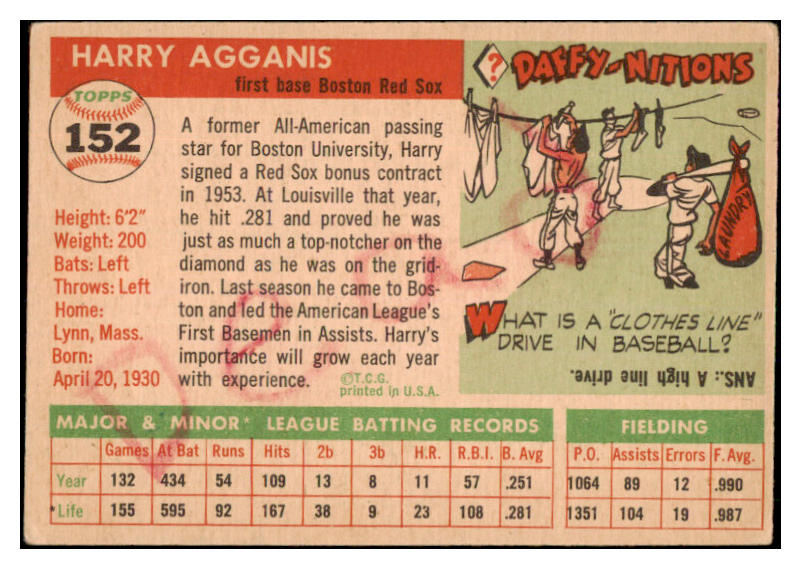 HARRY AGGANIS
first base Boston Red Sox
TOPPS
152
Height: 6'2"
Weight: 200
Bats: Left
Throws: Left
Home:
Lynn, Mass.
Born:
April 20, 1930
A former All-American passing
star for Boston University, Harry
signed a Red Sox bonus contract
in 1953. At Louisville that year,
he hit .281 and proved he was
just as much a top-notcher on the
diamond as he was on the grid-
iron. Last season he came to Bos-
ton and led the American League's
First Basemen in Assists. Harry's
importance will grow each year
with experience.
©T.C.G.
printed in U.S.A.
? DAFFY-NITIONS
LAUNDRY
WHAT IS A "CLOTHES LINE"
DRIVE IN BASEBALL?
ANS.: A high line drive.
Dead
MAJOR & MINOR* LEAGUE BATTING RECORDS
Games At Bat Runs Hits 2b 3b H.R. R.B.I. B. Avg
Year 132 434 54 109 13 8 11 57 .251
*Life 155 595 92 167 38 9 23 108 .281
FIELDING
P.O. Assists Errors F. Avg.
1064 89 12 .990
1351 104 19 .987